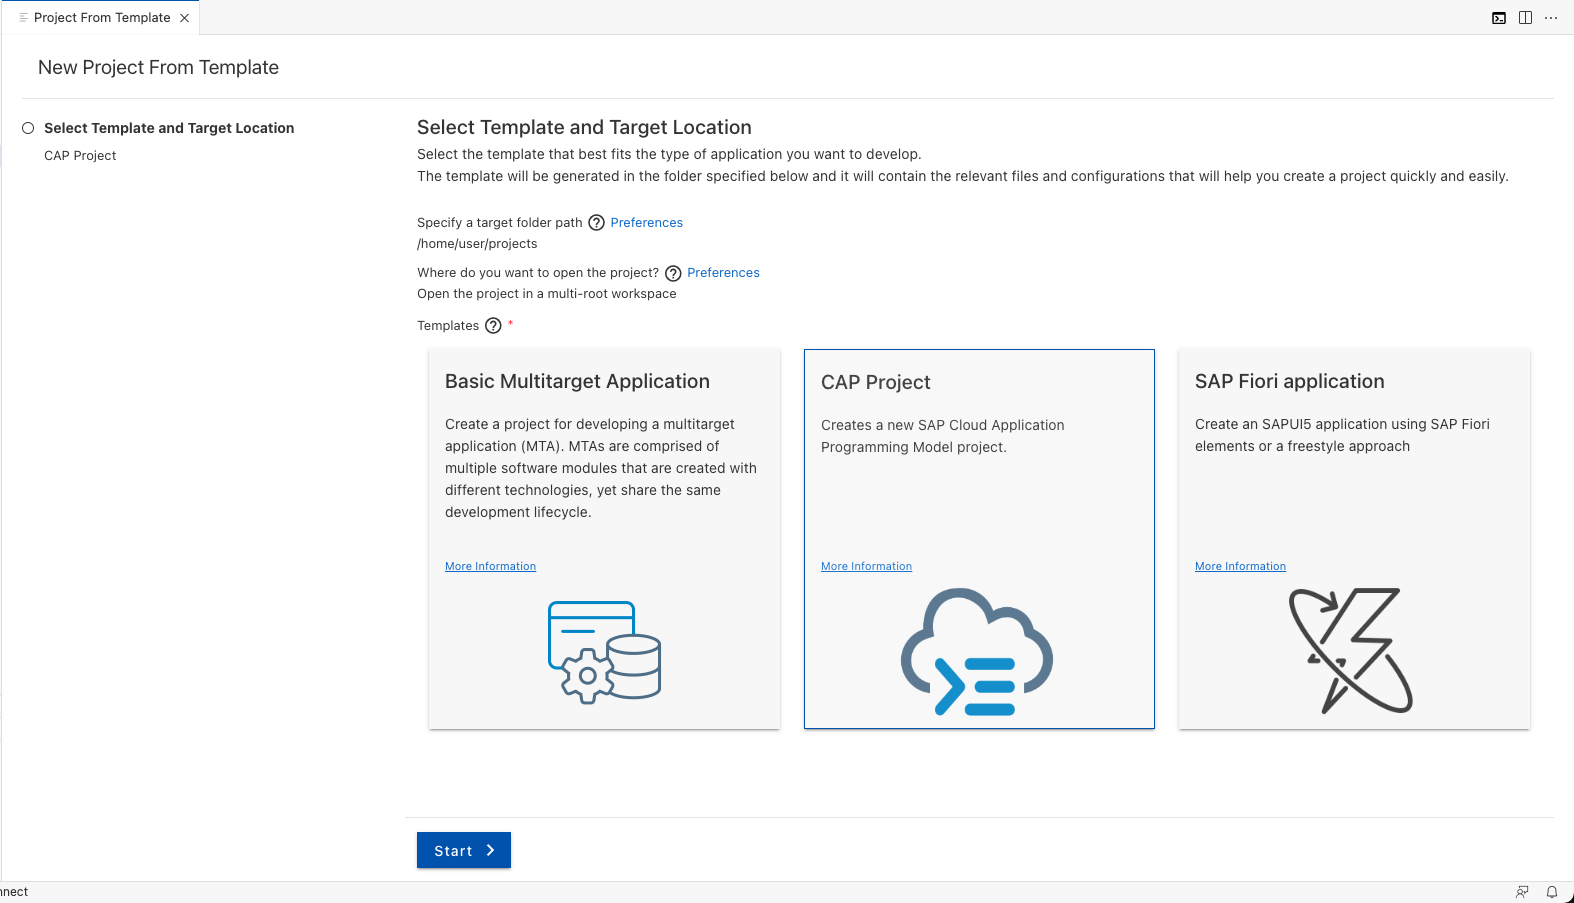 Project From Template
New Project From Template
Select Template and Target Location
CAP Project
Select Template and Target Location
Select the template that best fits the type of application you want to develop.
The template will be generated in the folder specified below and it will contain the relevant files and configurations that will help you create a project quickly and easily.
Specify a target folder path ? Preferences
/home/user/projects
Where do you want to open the project? ? Preferences
Open the project in a multi-root workspace
Templates ? *
Basic Multitarget Application
Create a project for developing a multitarget
application (MTA). MTAs are comprised of
multiple software modules that are created with
different technologies, yet share the same
development lifecycle.
More Information
CAP Project
Creates a new SAP Cloud Application
Programming Model project.
More Information
SAP Fiori application
Create an SAPUI5 application using SAP Fiori
elements or a freestyle approach
More Information
Start
nnect